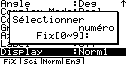 Angle :Deg ↑
Sélectionner
numéro
Fix[0~9]:
Display :Norm1
Fix Sci Norm Eng